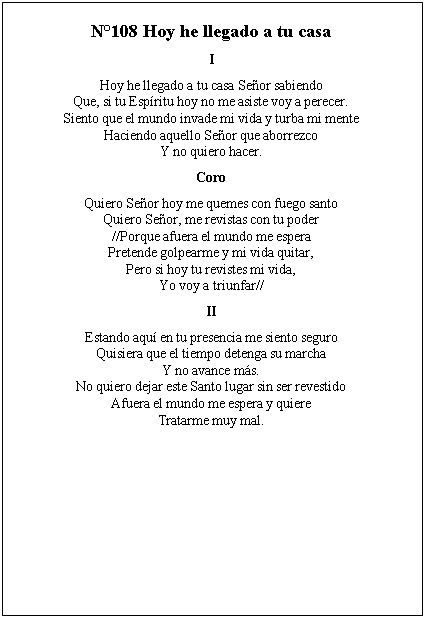 N°108 Hoy he llegado a tu casa
I
Hoy he llegado a tu casa Señor sabiendo
Que, si tu Espíritu hoy no me asiste voy a perecer.
Siento que el mundo invade mi vida y turba mi mente
Haciendo aquello Señor que aborrezco
Y no quiero hacer.
Coro
Quiero Señor hoy me quemes con fuego santo
Quiero Señor, me revistas con tu poder
//Porque afuera el mundo me espera
Pretende golpearme y mi vida quitar,
Pero si hoy tu revistes mi vida,
Yo voy a triunfar//
II
Estando aquí en tu presencia me siento seguro
Quisiera que el tiempo detenga su marcha
Y no avance más.
No quiero dejar este Santo lugar sin ser revestido
Afuera el mundo me espera y quiere
Tratarme muy mal.